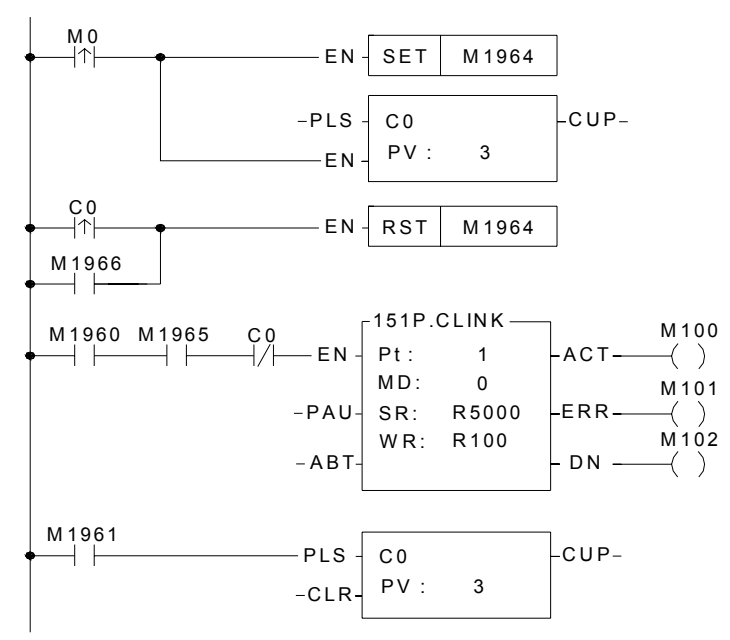 M0
EN SET M1964
PLS C0 CUP
EN PV : 3
C0
EN RST M1964
M1966
151P.CLINK
M1960 M1965 C0 EN Pt : 1 ACT M100
MD: 0 M101
PAU SR: R5000 ERR
WR: R100 M102
ABT DN
M1961
PLS C0 CUP
CLR PV : 3